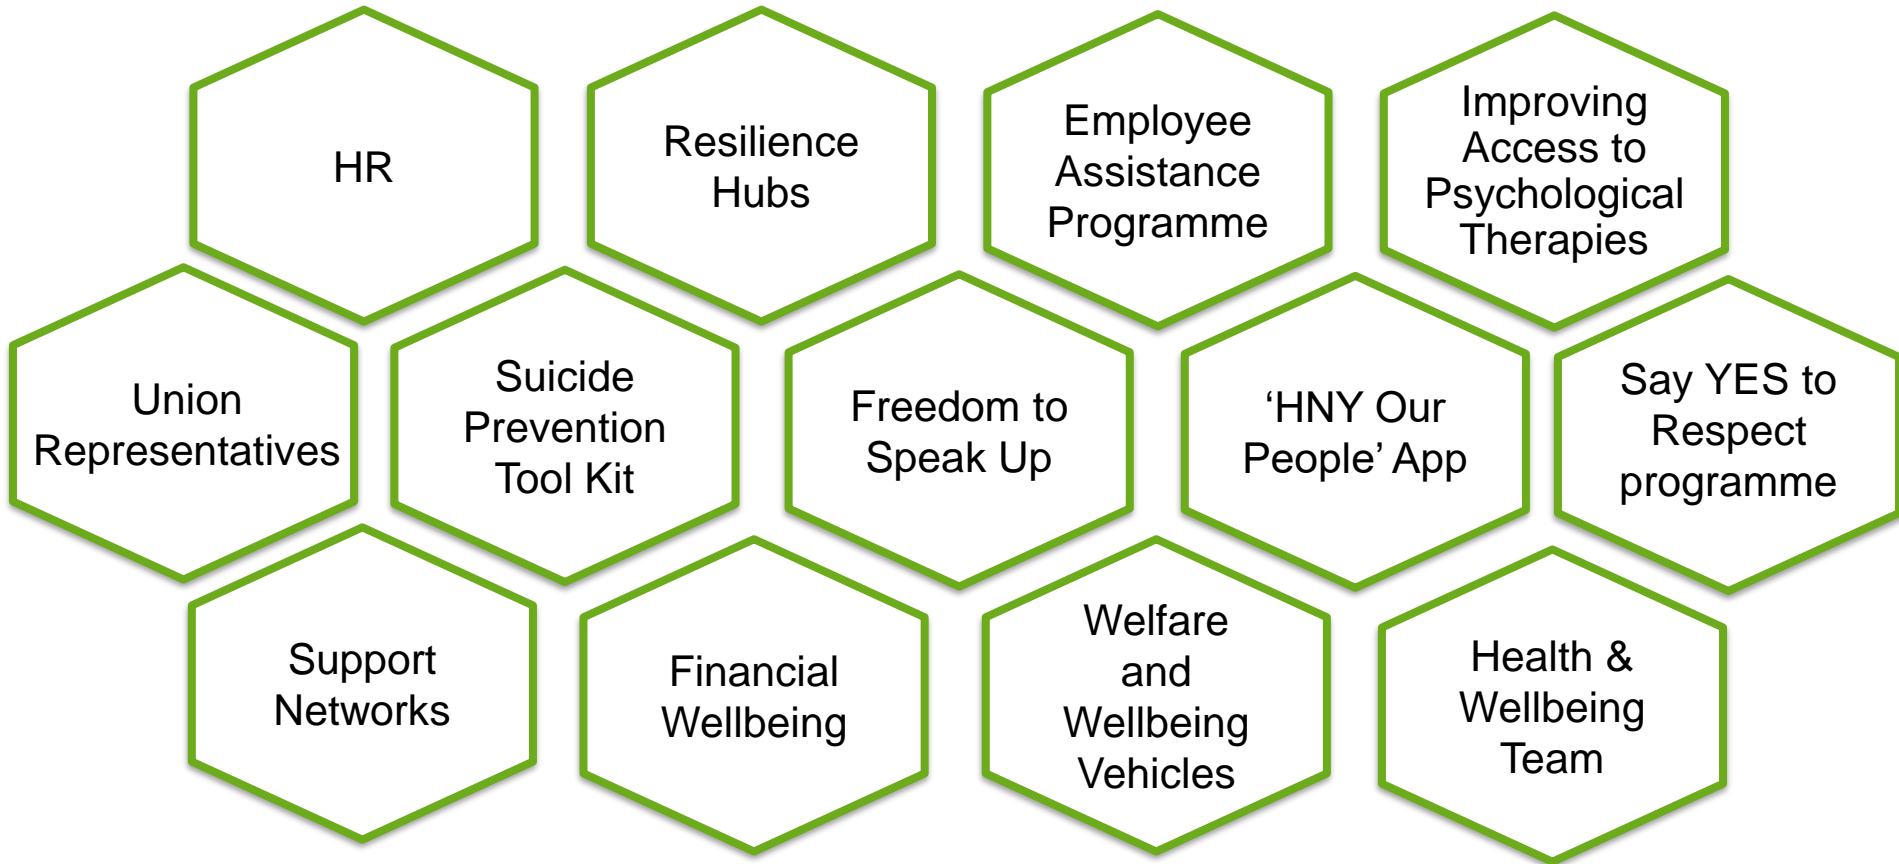 HR
Resilience
Hubs
Employee
Assistance
Programme
Improving
Access to
Psychological
Therapies
Union
Representatives
Suicide
Prevention
Tool Kit
Freedom to
Speak Up
‘HNY Our
People’ App
Say YES to
Respect
programme
Support
Networks
Financial
Wellbeing
Welfare
and
Wellbeing
Vehicles
Health &
Wellbeing
Team